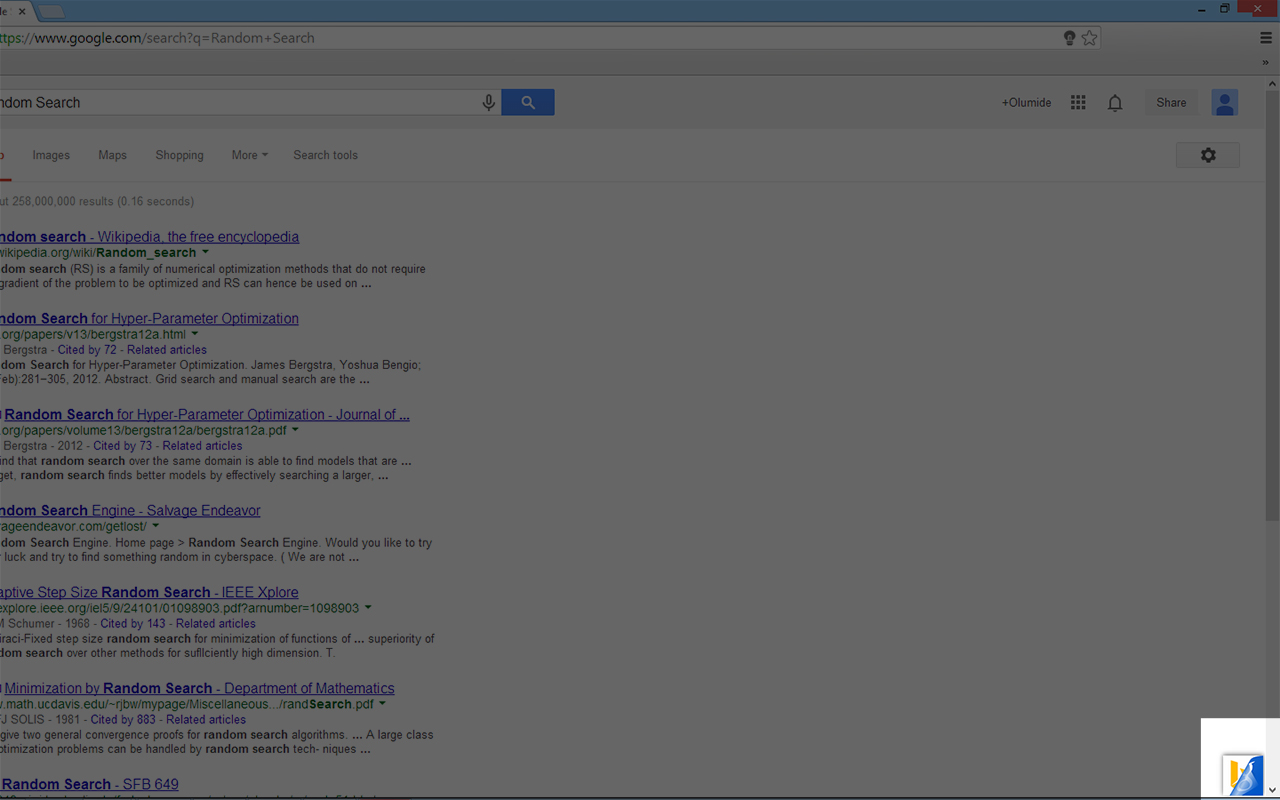 ttps://www.google.com/search?q=Random+Search
ndom Search
+Olumide
Share
Images
Maps
Shopping
More
Search tools
ut 258,000,000 results (0.16 seconds)
ndom search - Wikipedia, the free encyclopedia
wikipedia.org/wiki/Random_search
dom search (RS) is a family of numerical optimization methods that do not require
gradient of the problem to be optimized and RS can hence be used on ...
ndom Search for Hyper-Parameter Optimization
.org/papers/v13/bergstra12a.html
Bergstra - Cited by 72 - Related articles
dom Search for Hyper-Parameter Optimization. James Bergstra, Yoshua Bengio;
Feb):281−305, 2012. Abstract. Grid search and manual search are the ...
Random Search for Hyper-Parameter Optimization - Journal of ...
.org/papers/volume13/bergstra12a/bergstra12a.pdf
Bergstra - 2012 - Cited by 73 - Related articles
ind that random search over the same domain is able to find models that are ...
get, random search finds better models by effectively searching a larger, ...
ndom Search Engine - Salvage Endeavor
vageendeavor.com/getlost/
dom Search Engine. Home page > Random Search Engine. Would you like to try
r luck and try to find something random in cyberspace. ( We are not ...
aptive Step Size Random Search - IEEE Xplore
explore.ieee.org/iel5/9/24101/01098903.pdf?arnumber=1098903
M Schumer - 1968 - Cited by 143 - Related articles
iraci-Fixed step size random search for minimization of functions of ... superiority of
dom search over other methods for sufllciently high dimension. T.
Minimization by Random Search - Department of Mathematics
w.math.ucdavis.edu/~rjbw/mypage/Miscellaneous.../randSearch.pdf
TJ SOLIS - 1981 - Cited by 883 - Related articles
give two general convergence proofs for random search algorithms. ... A large class
optimization problems can be handled by random search tech- niques ...
Random Search - SFB 649